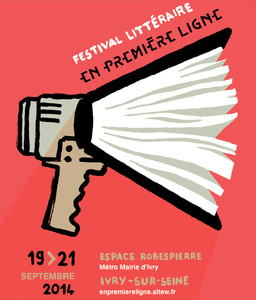 FESTIVAL LITTÉRAIRE
EN PREMIÈRE LIGNE
19>21
SEPTEMBRE
2014
ESPACE ROBESPIERRE
Métro Mairie d'Ivry
IVRY-SUR-SEINE
enpremiereligne.sitew.fr